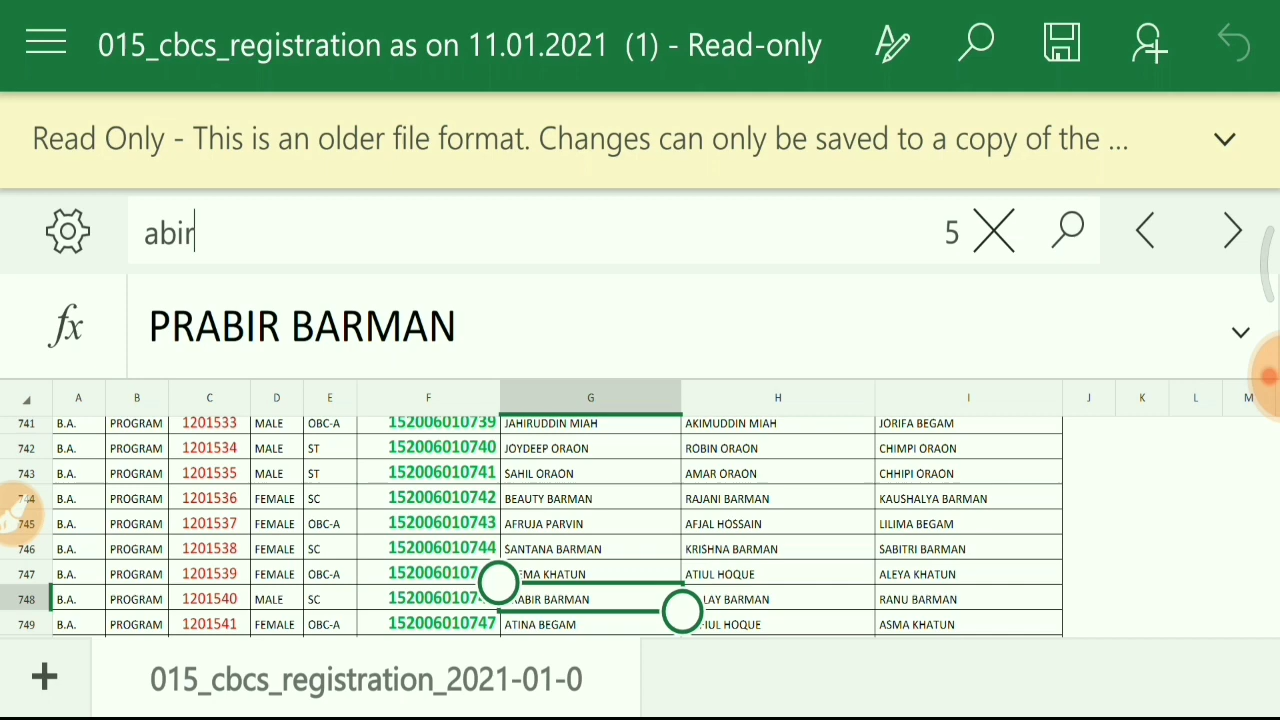 015_cbcs_registration as on 11.01.2021 (1) - Read-only
Read Only - This is an older file format. Changes can only be saved to a copy of the ...
abir 5
fx PRABIR BARMAN
A B C D E F G H I J K L M
741 B.A. PROGRAM 1201533 MALE OBC-A 152006010739 JAHIRUDDIN MIAH AKIMUDDIN MIAH JORIFA BEGAM
742 B.A. PROGRAM 1201534 MALE ST 152006010740 JOYDEEP ORAON ROBIN ORAON CHIMPI ORAON
743 B.A. PROGRAM 1201535 MALE ST 152006010741 SAHIL ORAON AMAR ORAON CHHIPI ORAON
744 B.A. PROGRAM 1201536 FEMALE SC 152006010742 BEAUTY BARMAN RAJANI BARMAN KAUSHALYA BARMAN
745 B.A. PROGRAM 1201537 FEMALE OBC-A 152006010743 AFRUJA PARVIN AFJAL HOSSAIN LILIMA BEGAM
746 B.A. PROGRAM 1201538 FEMALE SC 152006010744 SANTANA BARMAN KRISHNA BARMAN SABITRI BARMAN
747 B.A. PROGRAM 1201539 FEMALE OBC-A KHATUN ATIUL HOQUE ALEYA KHATUN
748 B.A. PROGRAM 1201540 MALE SC BARMAN BARMAN RANU BARMAN
749 B.A. PROGRAM 1201541 FEMALE OBC-A 152006010747 ATINA BEGAM HOQUE ASMA KHATUN
+ 015_cbcs_registration_2021-01-0